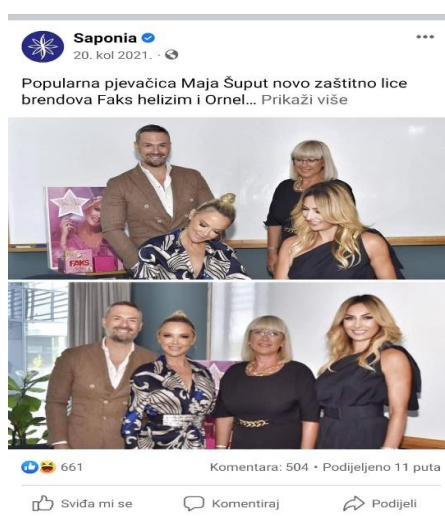 Saponia
20. kol 2021. ·
Popularna pjevačica Maja Šuput novo zaštitno lice
brendova Faks helizim i Ornel... Prikaži više
FAKS
661
Komentara: 504 • Podijeljeno 11 puta
Sviđa mi se
Komentiraj
Podijeli